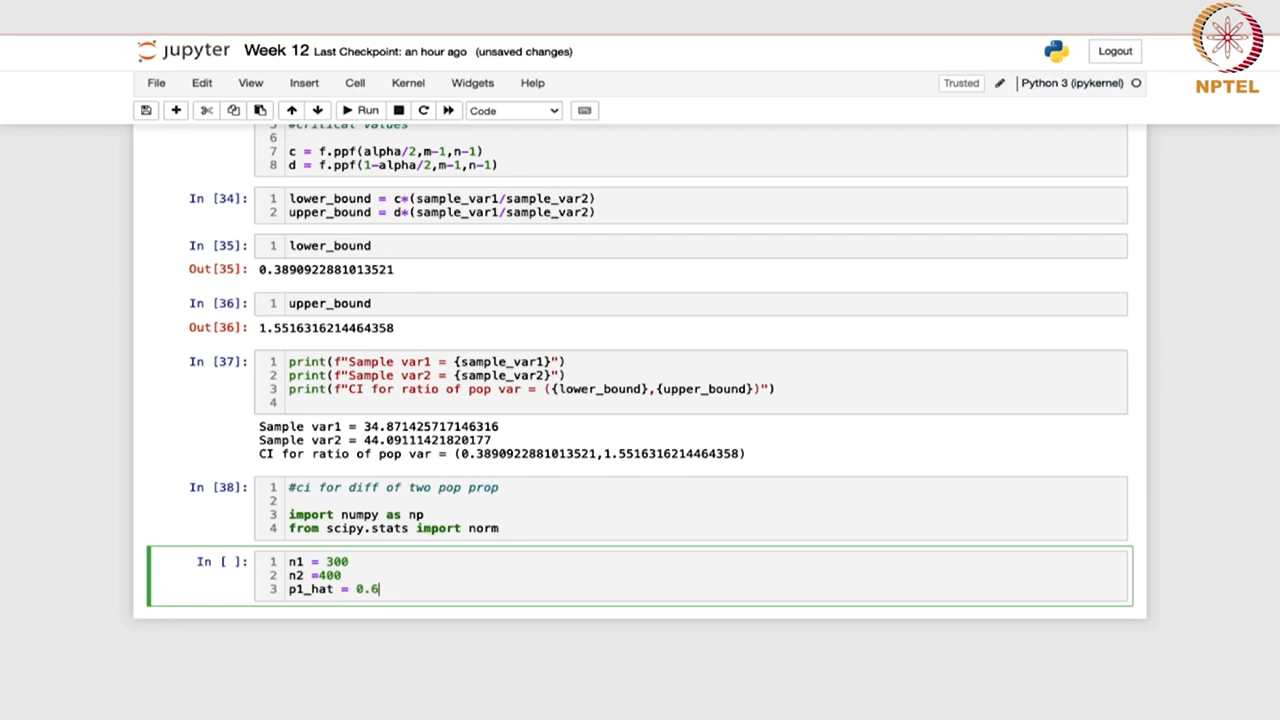 jupyter Week 12 Last Checkpoint: an hour ago (unsaved changes)
Logout
NPTEL
File Edit View Insert Cell Kernel Widgets Help
Trusted Python 3 (ipykernel)
Run Code
5 #critical values
6
7 c = f.ppf(alpha/2,m-1,n-1)
8 d = f.ppf(1-alpha/2,m-1,n-1)
In [34]: 1 lower_bound = c*(sample_var1/sample_var2)
2 upper_bound = d*(sample_var1/sample_var2)
In [35]: 1 lower_bound
Out[35]: 0.3890922881013521
In [36]: 1 upper_bound
Out[36]: 1.5516316214464358
In [37]: 1 print(f"Sample var1 = {sample_var1}")
2 print(f"Sample var2 = {sample_var2}")
3 print(f"CI for ratio of pop var = ({lower_bound},{upper_bound})")
4
Sample var1 = 34.871425717146316
Sample var2 = 44.09111421820177
CI for ratio of pop var = (0.3890922881013521,1.5516316214464358)
In [38]: 1 #ci for diff of two pop prop
2
3 import numpy as np
4 from scipy.stats import norm
In [ ]: 1 n1 = 300
2 n2 =400
3 p1_hat = 0.6